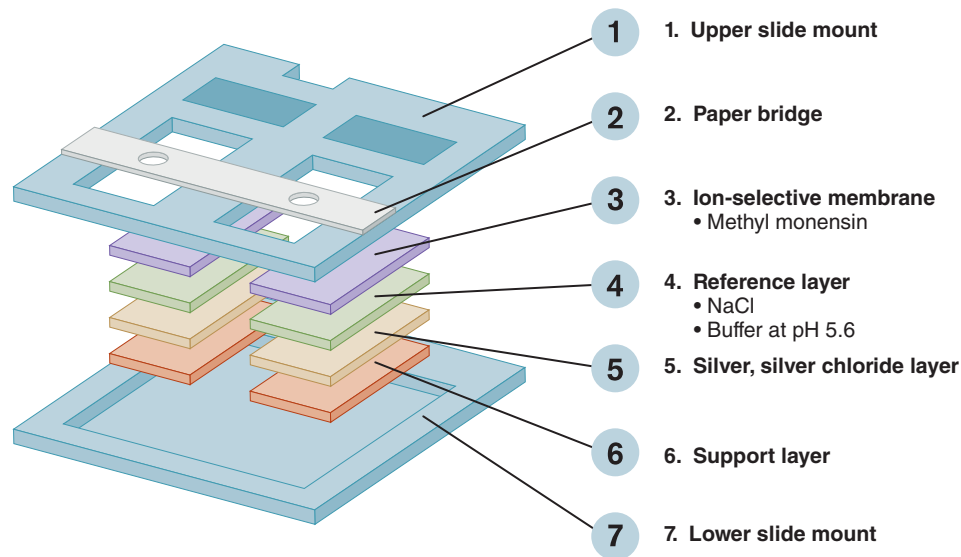 1
1. Upper slide mount
2
2. Paper bridge
3
3. Ion-selective membrane
• Methyl monensin
4
4. Reference layer
• NaCl
• Buffer at pH 5.6
5
5. Silver, silver chloride layer
6
6. Support layer
7
7. Lower slide mount